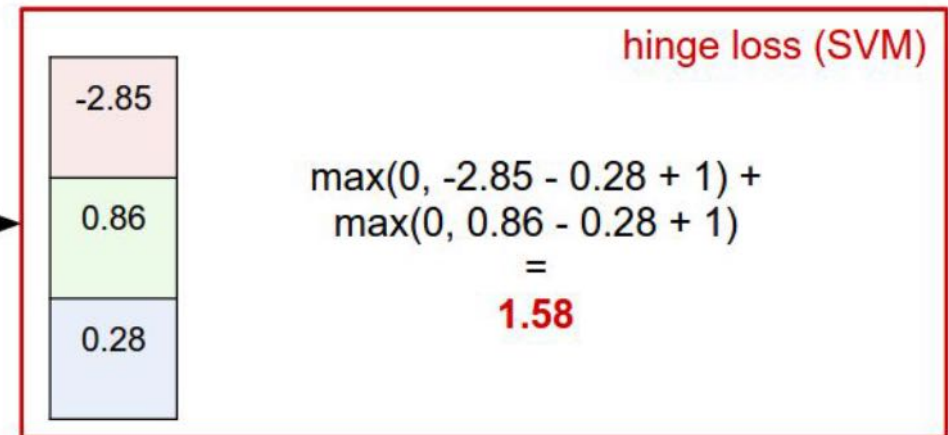 hinge loss (SVM)
-2.85
0.86
0.28
max(0, -2.85 - 0.28 + 1) +
max(0, 0.86 - 0.28 + 1)
=
1.58